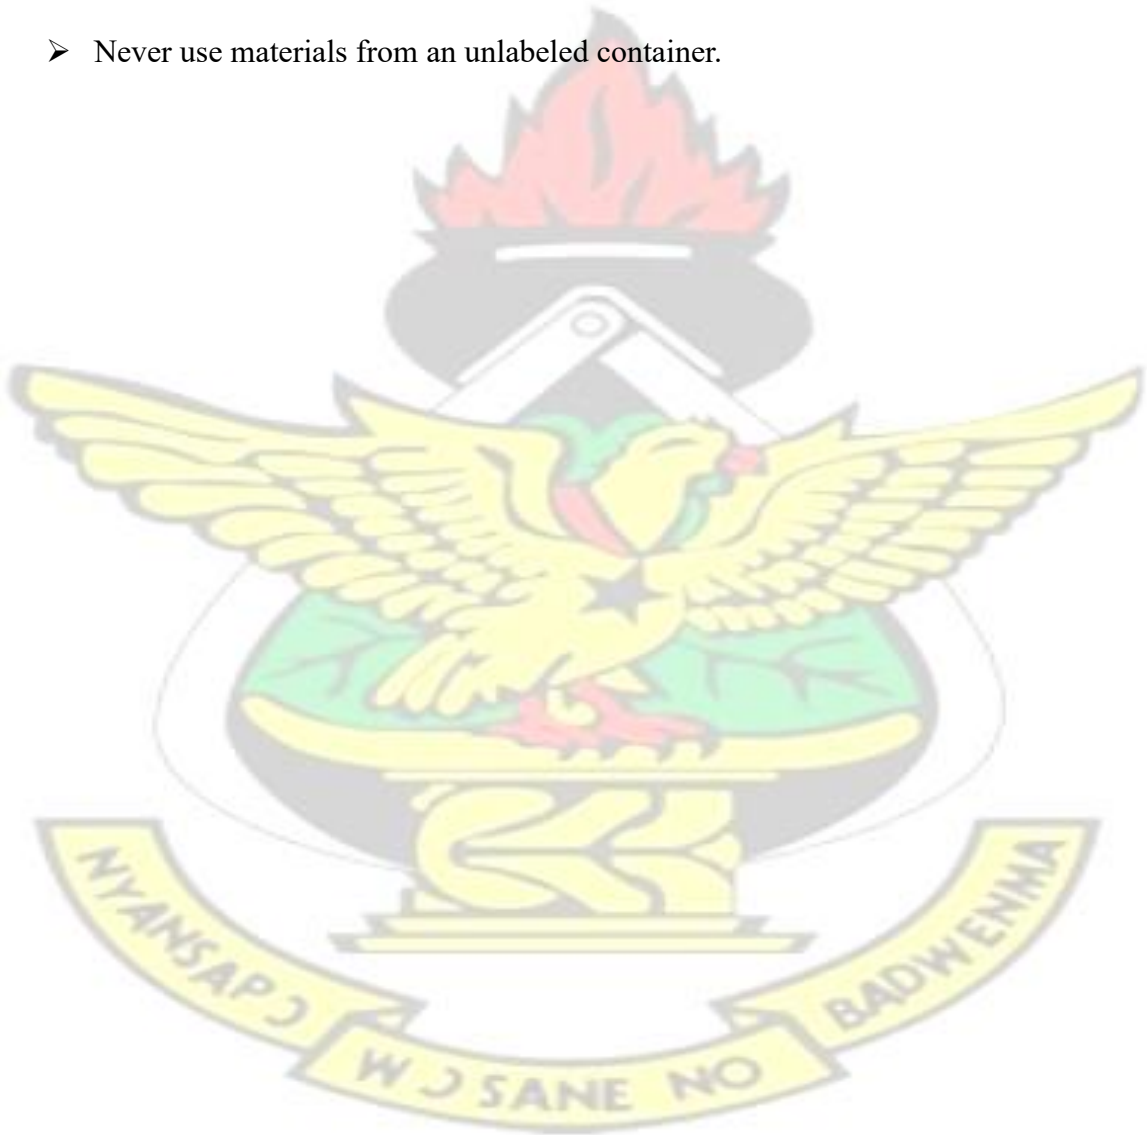 ➢ Never use materials from an unlabeled container.
NYANSAPƆ
WƆSANE NO
BADWENMA